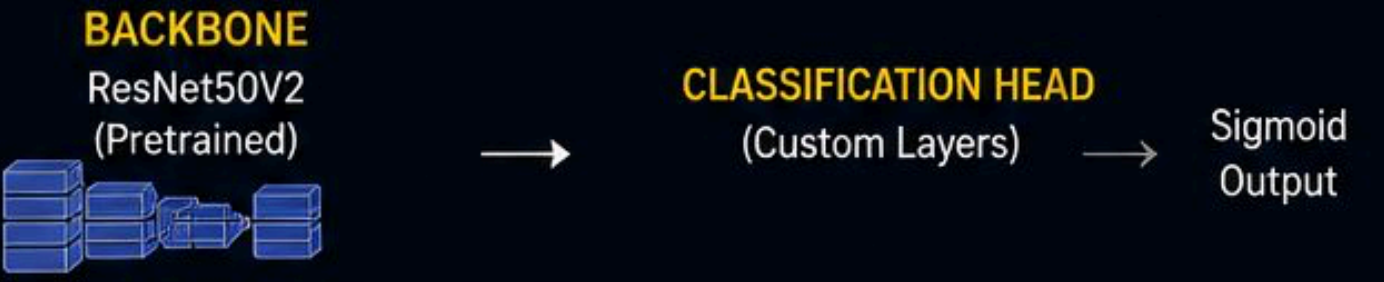 BACKBONE
ResNet50V2
(Pretrained)
CLASSIFICATION HEAD
(Custom Layers)
Sigmoid
Output